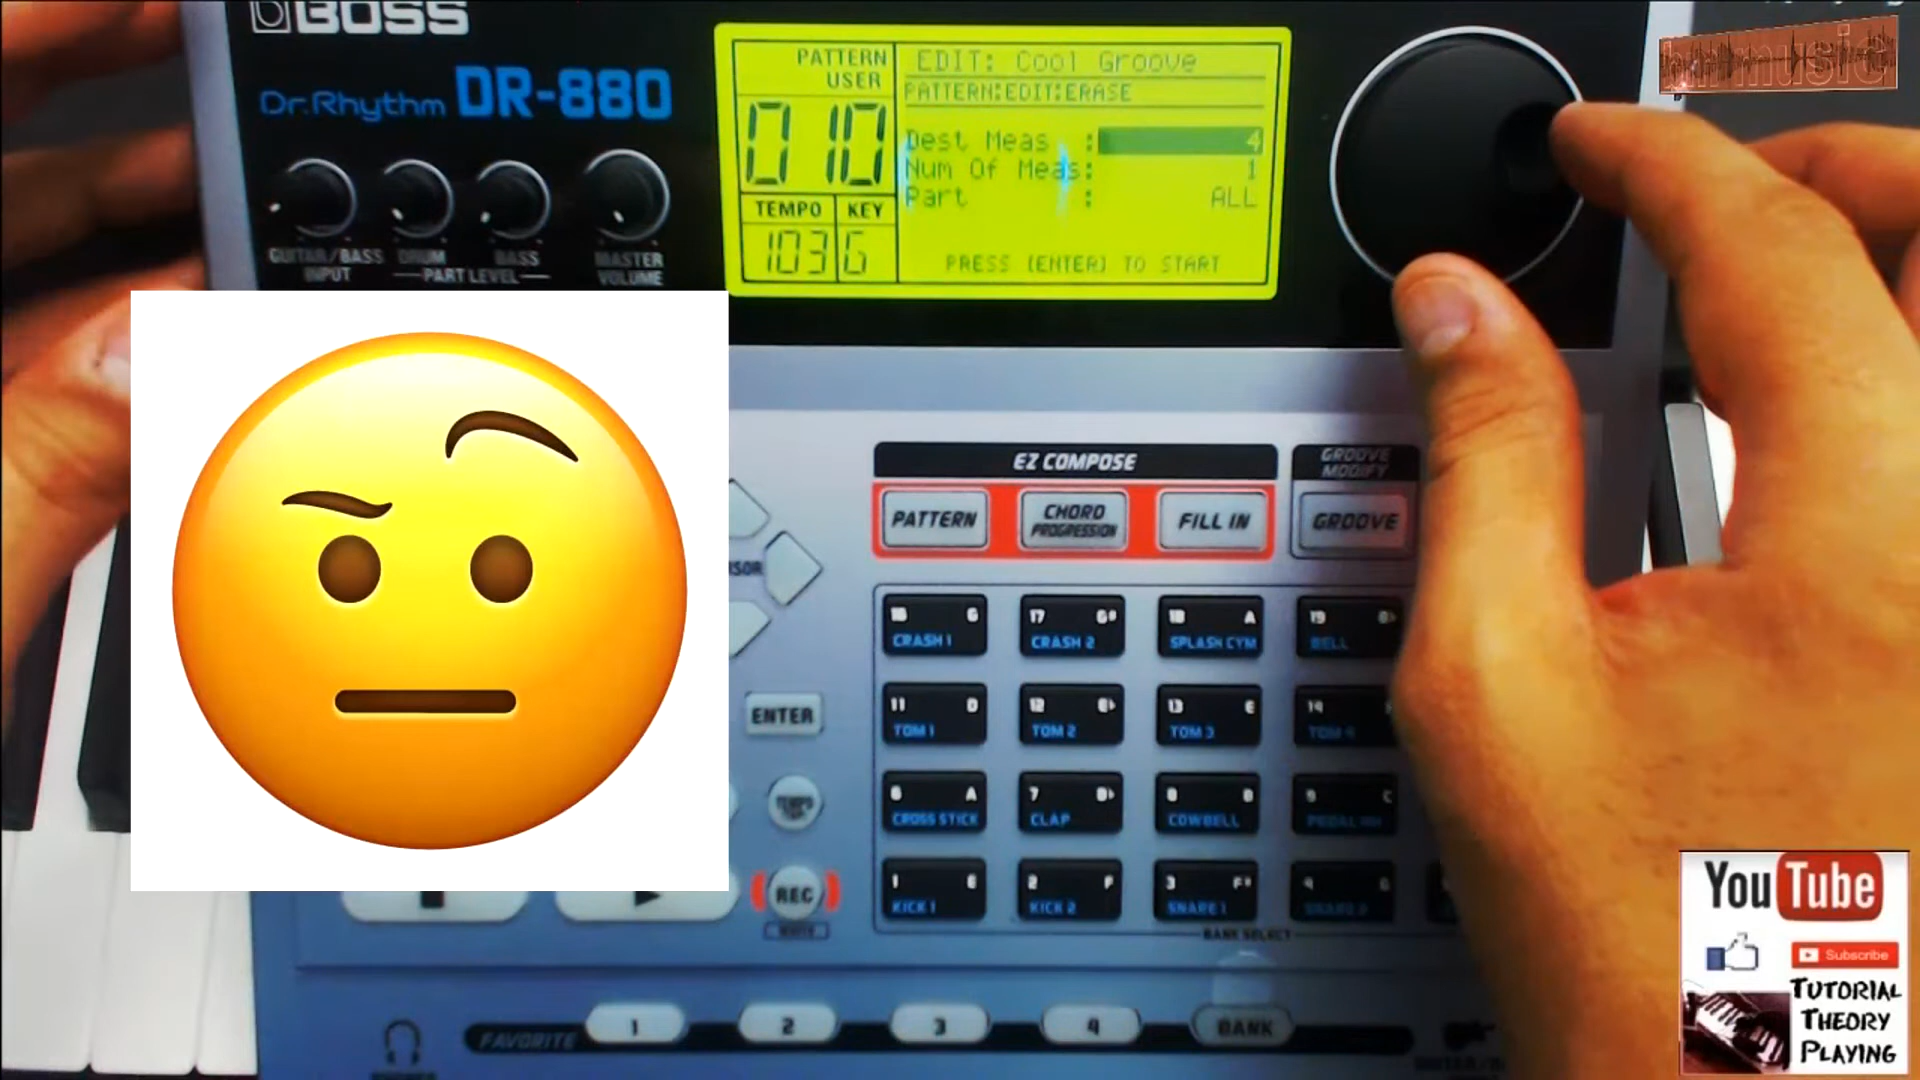 BOSS
Dr.Rhythm DR-880
GUITAR/BASS INPUT
DRUM
BASS
PART LEVEL
MASTER VOLUME
PATTERN
USER
010
TEMPO
KEY
103
G
EDIT: Cool Groove
PATTERN:EDIT:ERASE
Dest Meas : 4
Num Of Meas: 1
Part : ALL
PRESS [ENTER] TO START
music
EZ COMPOSE
GROOVE MODIFY
PATTERN
CHORD PROGRESSION
FILL IN
GROOVE
16 G
CRASH 1
17 G#
CRASH 2
18 A
SPLASH CYM
19 B♭
BELL
11 D
TOM 1
12 E♭
TOM 2
13 E
TOM 3
14
TOM 4
ENTER
6 A
CROSS STICK
7 B♭
CLAP
8 B
COWBELL
9 C
TEMPO
REC
1 E
KICK 1
2 F
KICK 2
3 F#
SNARE 1
4 G
SNARE 2
BANK SELECT
FAVORITE
1
2
3
4
BANK
YouTube
Subscribe
TUTORIAL
THEORY
PLAYING